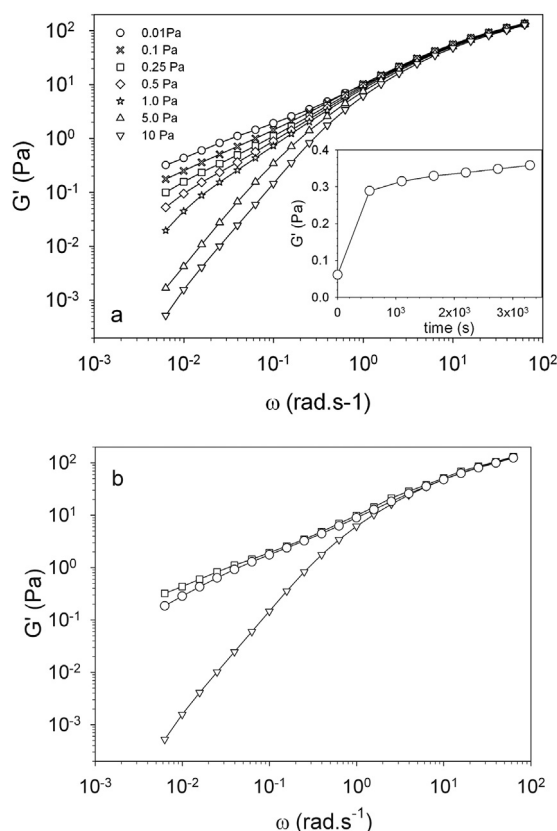 10³
10²
10¹
10⁰
10⁻¹
10⁻²
10⁻³
G' (Pa)
0.01Pa
0.1 Pa
0.25 Pa
0.5 Pa
1.0 Pa
5.0 Pa
10 Pa
0.4
0.3
0.2
0.1
0.0
G' (Pa)
0 10³ 2x10³ 3x10³
time (s)
a
10⁻³ 10⁻² 10⁻¹ 10⁰ 10¹ 10²
ω (rad.s-1)
b
10²
10¹
10⁰
10⁻¹
10⁻²
10⁻³
G' (Pa)
10⁻³ 10⁻² 10⁻¹ 10⁰ 10¹ 10²
ω (rad.s⁻¹)